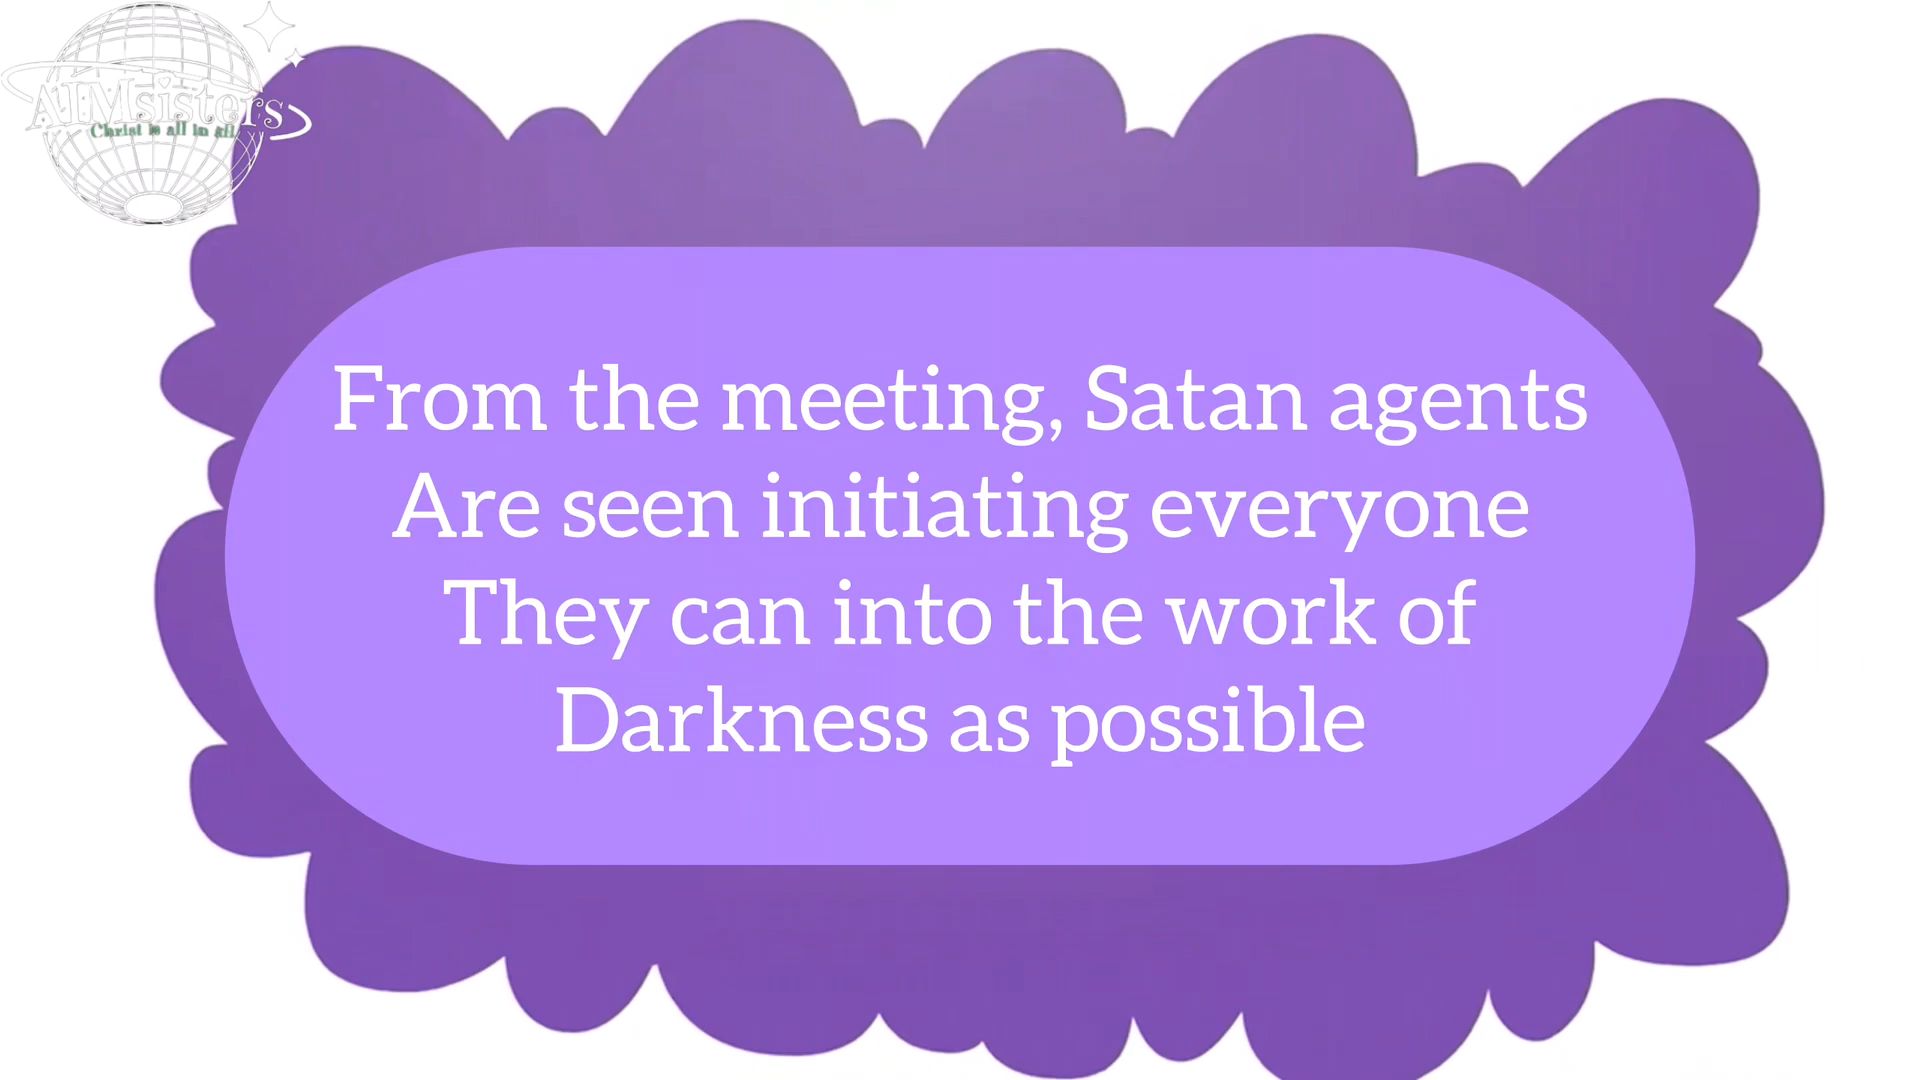 AIMsisters
Christ is all in all
From the meeting, Satan agents
Are seen initiating everyone
They can into the work of
Darkness as possible